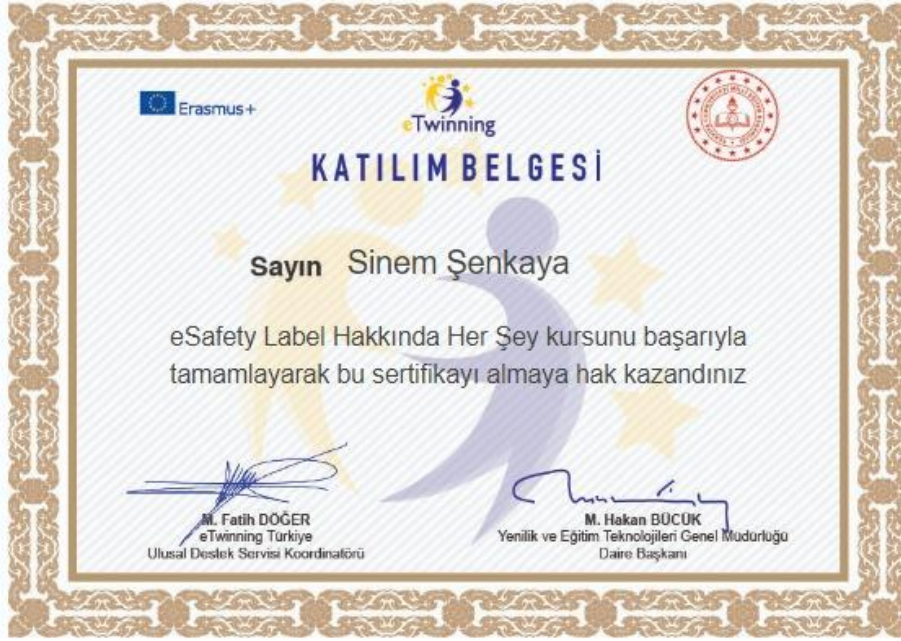 Erasmus+
eTwinning
KATILIM BELGESİ
Sayın Sinem Şenkaya
eSafety Label Hakkında Her Şey kursunu başarıyla
tamamlayarak bu sertifikayı almaya hak kazandınız
M. Fatih DÖĞER
eTwinning Türkiye
Ulusal Destek Servisi Koordinatörü
M. Hakan BÜCÜK
Yenilik ve Eğitim Teknolojileri Genel Müdürlüğü
Daire Başkanı